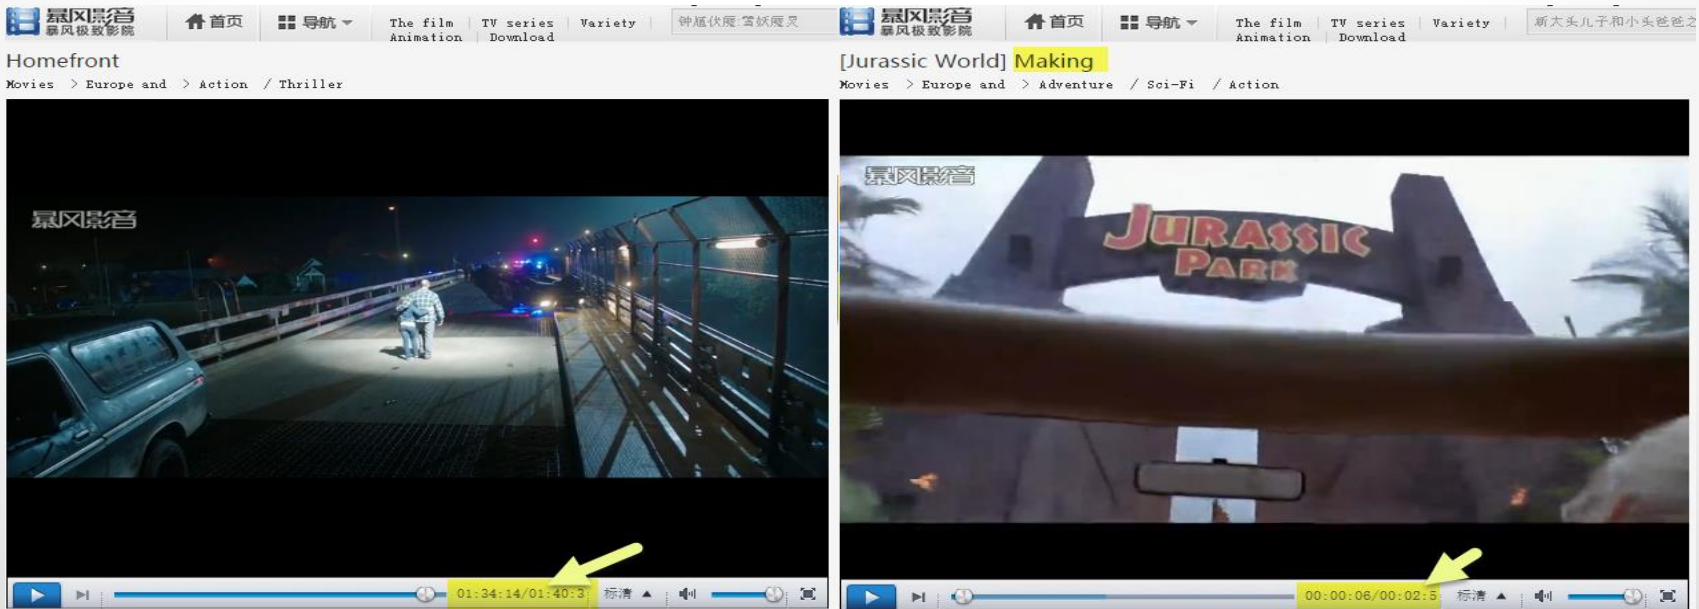 暴风影音
暴风极致影院
首页
导航
The film
TV series
Variety
钟馗伏魔:雪妖魔灵
Animation
Download
Homefront
Movies > Europe and > Action / Thriller
暴风影音
01:34:14/01:40:3
标清
暴风影音
暴风极致影院
首页
导航
The film
TV series
Variety
新大头儿子和小头爸爸之
Animation
Download
[Jurassic World] Making
Movies > Europe and > Adventure / Sci-Fi / Action
暴风影音
JURASSIC
PARK
00:00:06/00:02:5
标清